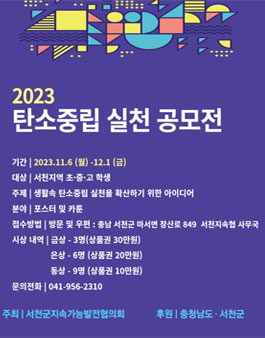 2023
탄소중립 실천 공모전
기간 | 2023.11.6 (월) -12.1 (금)
대상 | 서천지역 초·중·고 학생
주제 | 생활속 탄소중립 실천을 확산하기 위한 아이디어
분야 | 포스터 및 카툰
접수방법 | 방문 및 우편 : 충남 서천군 마서면 장산로 849 서천지속협 사무국
시상 내역 | 금상 - 3명(상품권 30만원)
은상 - 6명 (상품권 20만원)
동상 - 9명 (상품권 10만원)
문의전화 | 041-956-2310
주최 | 서천군지속가능발전협의회 후원 | 충청남도 · 서천군